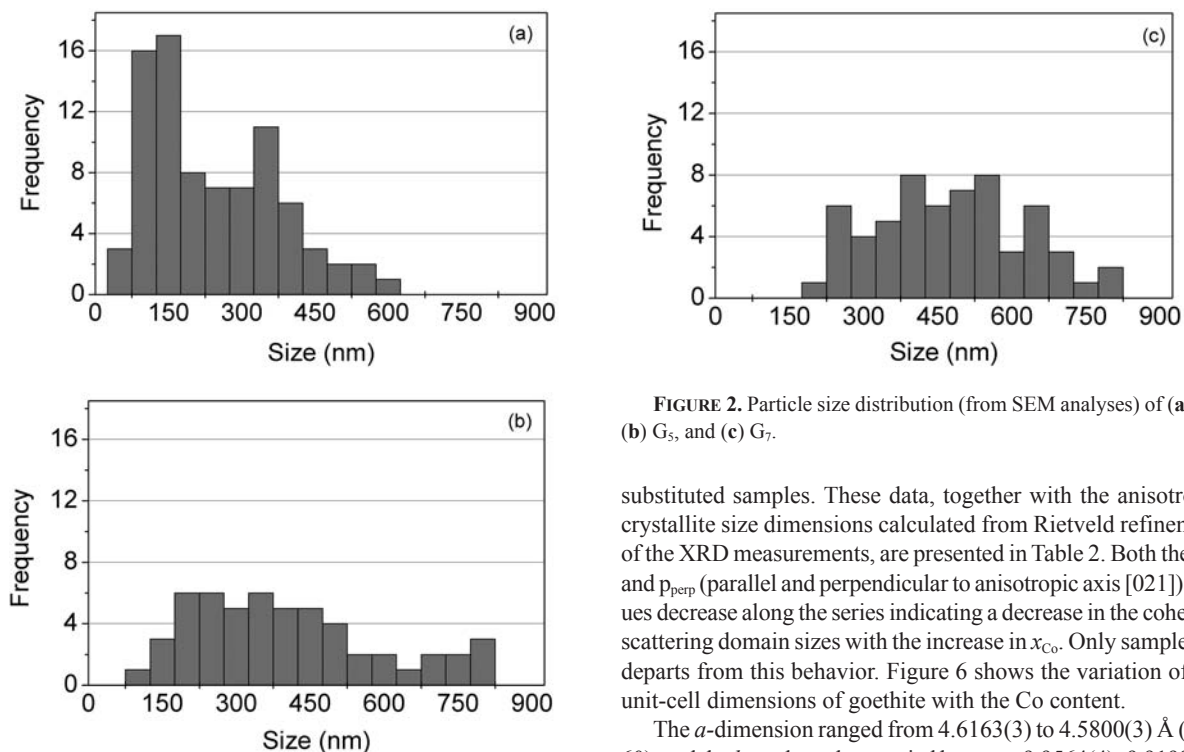 (a)
16
12
8
4
0
Frequency
0 150 300 450 600 750 900
Size (nm)
(b)
16
12
8
4
0
Frequency
0 150 300 450 600 750 900
Size (nm)
(c)
16
12
8
4
0
Frequency
0 150 300 450 600 750 900
Size (nm)
FIGURE 2. Particle size distribution (from SEM analyses) of (a
(b) G5, and (c) G7.
substituted samples. These data, together with the anisotro
crystallite size dimensions calculated from Rietveld refinen
of the XRD measurements, are presented in Table 2. Both the
and pperp (parallel and perpendicular to anisotropic axis [021])
ues decrease along the series indicating a decrease in the cohe
scattering domain sizes with the increase in xCo. Only sample
departs from this behavior. Figure 6 shows the variation of
unit-cell dimensions of goethite with the Co content.
The a-dimension ranged from 4.6163(3) to 4.5800(3) Å (